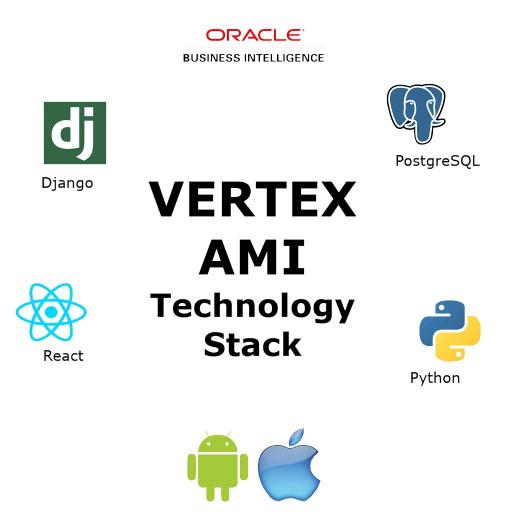 ORACLE
BUSINESS INTELLIGENCE
dj
Django
PostgreSQL
VERTEX
AMI
Technology
Stack
React
Python